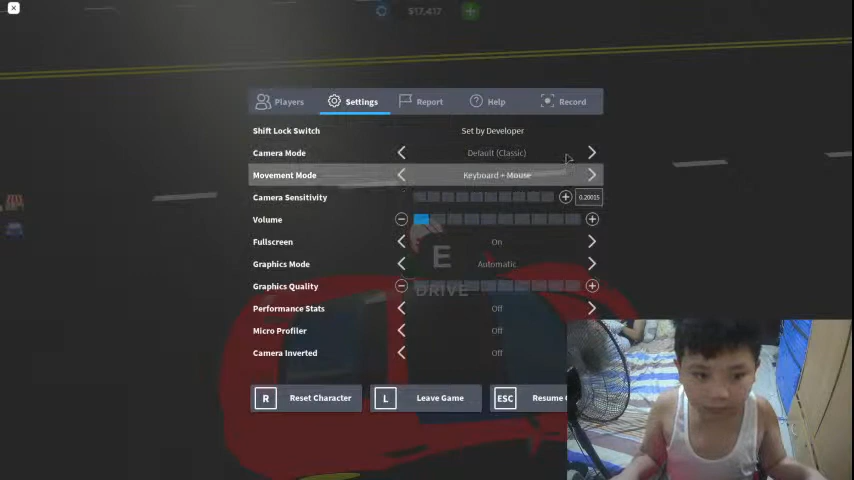 $17,417
Players Settings Report Help Record
Shift Lock Switch Set by Developer
Camera Mode Default (Classic)
Movement Mode Keyboard + Mouse
Camera Sensitivity 0.20015
Volume
Fullscreen On
E
Graphics Mode Automatic
Graphics Quality
DRIVE
Performance Stats Off
Micro Profiler Off
Camera Inverted Off
R Reset Character L Leave Game ESC Resume